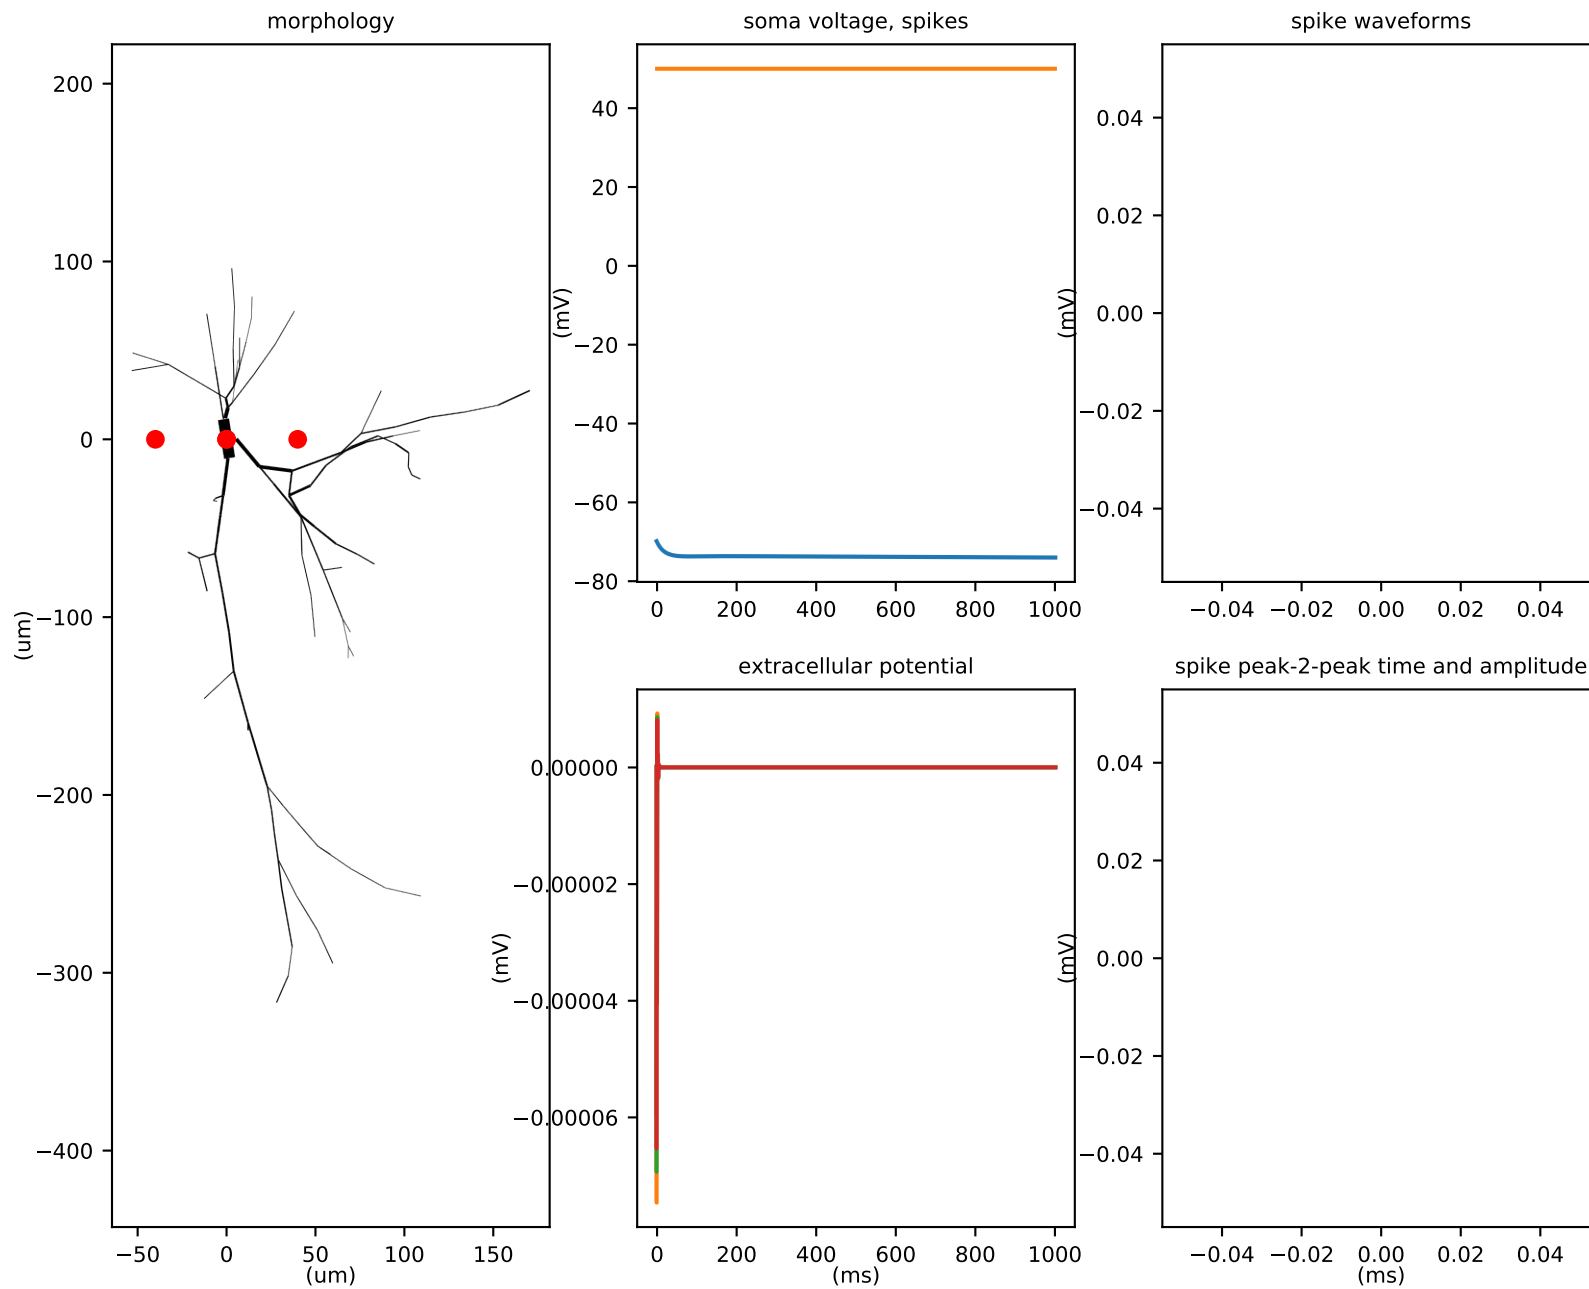 morphology
200
100
0
−100
−200
−300
−400
(um)
−50 0 50 100 150
(um)
soma voltage, spikes
40
20
0
−20
−40
−60
−80
(mV)
0 200 400 600 800 1000
spike waveforms
0.04
0.02
0.00
−0.02
−0.04
(mV)
−0.04 −0.02 0.00 0.02 0.04
extracellular potential
0.00000
−0.00002
−0.00004
−0.00006
(mV)
0 200 400 600 800 1000
(ms)
spike peak-2-peak time and amplitude
0.04
0.02
0.00
−0.02
−0.04
(mV)
−0.04 −0.02 0.00 0.02 0.04
(ms)